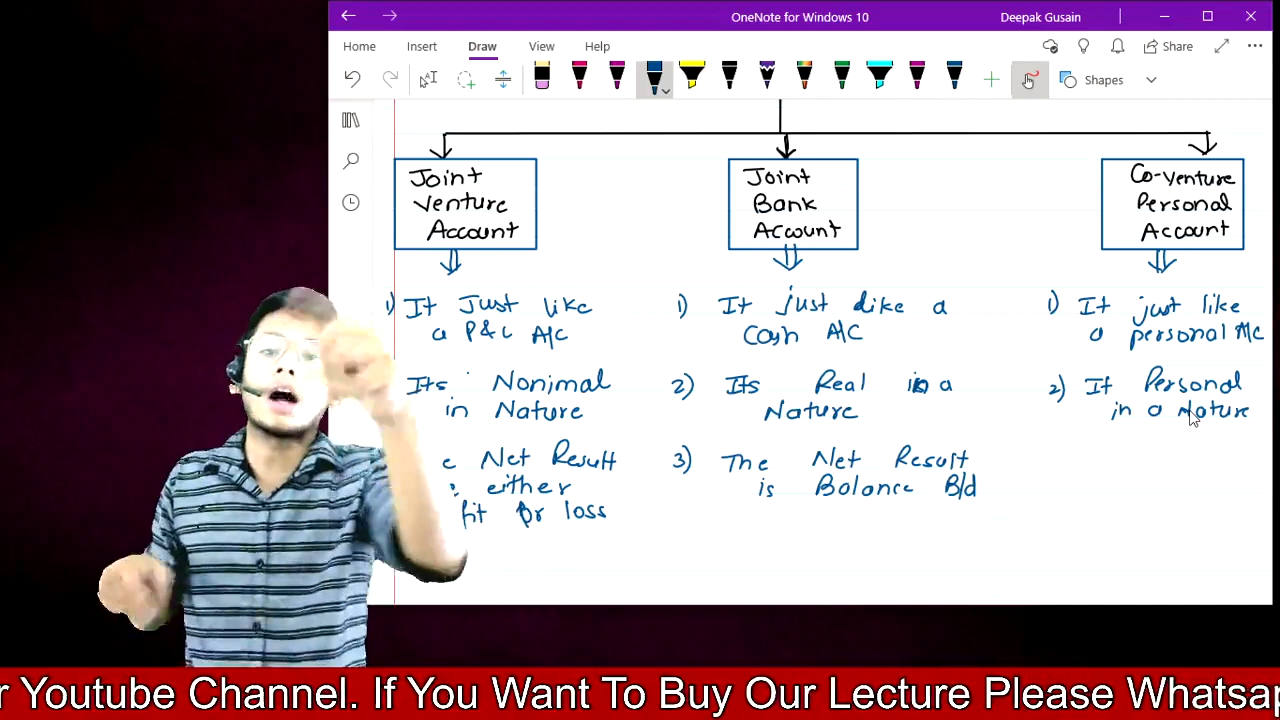 OneNote for Windows 10
Deepak Gusain
Home Insert Draw View Help
Share
Shapes
Joint
Venture
Account
Joint
Bank
Account
Co-venture
Personal
Account
1) It Just like
a P&L A/C
Its Nonimal
in Nature
Net Result
either
fit or loss
1) It just like a
Cash A/C
2) Its Real in a
Nature
3) The Net Result
is Balance B/d
1) It just like
a personal A/C
2) It Personal
in a Nature
r Youtube Channel. If You Want To Buy Our Lecture Please Whatsap